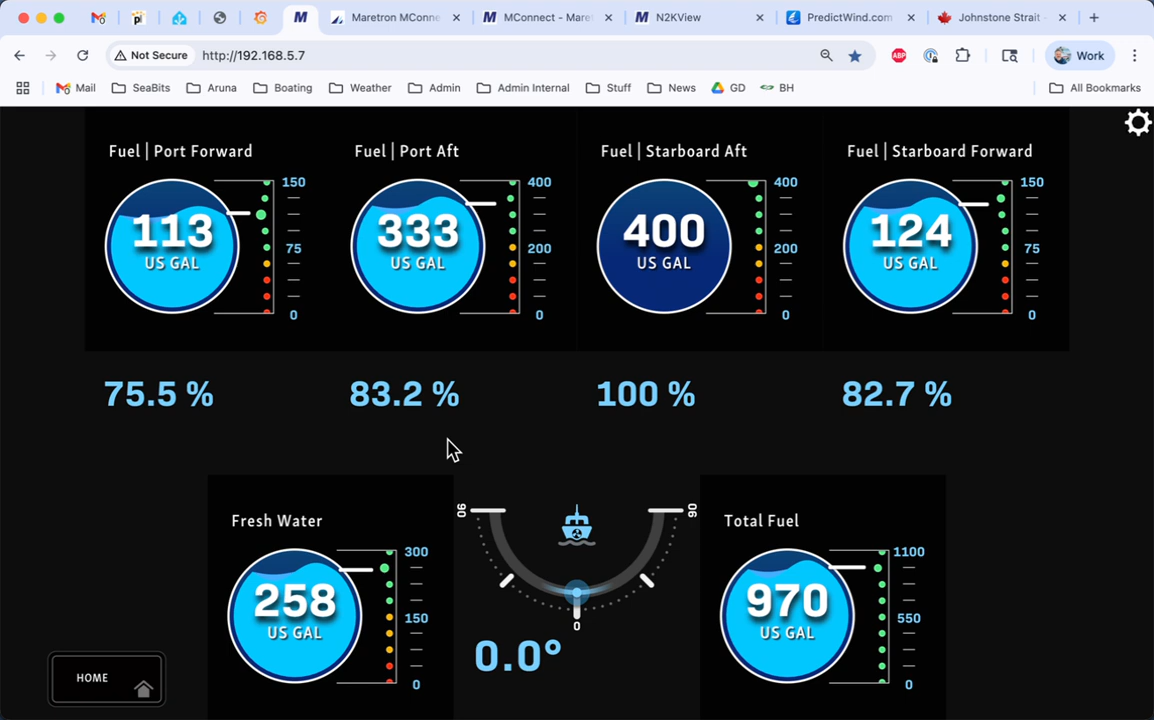 Maretron MConne
MConnect - Mare
N2KView
PredictWind.com
Johnstone Strait
Not Secure
http://192.168.5.7
ABP
Work
Mail
SeaBits
Aruna
Boating
Weather
Admin
Admin Internal
Stuff
News
GD
BH
All Bookmarks
Fuel | Port Forward
Fuel | Port Aft
Fuel | Starboard Aft
Fuel | Starboard Forward
113
US GAL
150
75
0
333
US GAL
400
200
0
400
US GAL
400
200
0
124
US GAL
150
75
0
75.5 %
83.2 %
100 %
82.7 %
Fresh Water
258
US GAL
300
150
0
90
90
0
0.0°
Total Fuel
970
US GAL
1100
550
0
HOME